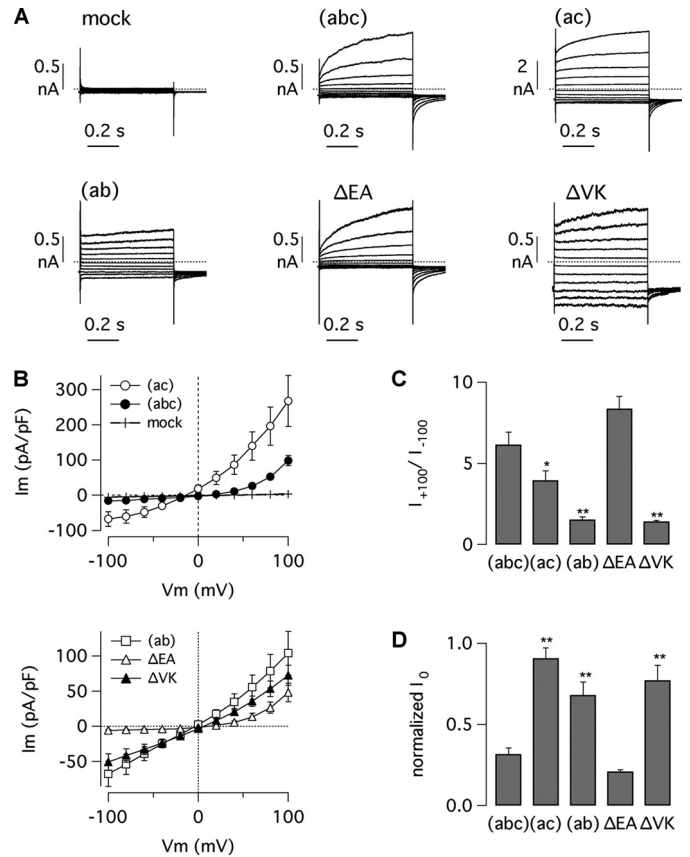 A
mock
(abc)
(ac)
0.5
nA
0.5
nA
2
nA
0.2 s
0.2 s
0.2 s
(ab)
ΔEA
ΔVK
0.5
nA
0.5
nA
0.5
nA
0.2 s
0.2 s
0.2 s
B
(ac)
(abc)
mock
Im (pA/pF)
300
200
100
0
-100
-100
0
100
Vm (mV)
(ab)
ΔEA
ΔVK
Im (pA/pF)
100
50
0
-50
-100
0
100
Vm (mV)
C
I+100/ I-100
10
5
0
*
**
**
(abc) (ac) (ab) ΔEA ΔVK
D
normalized I0
1.0
0.5
0.0
**
**
**
(abc) (ac) (ab) ΔEA ΔVK